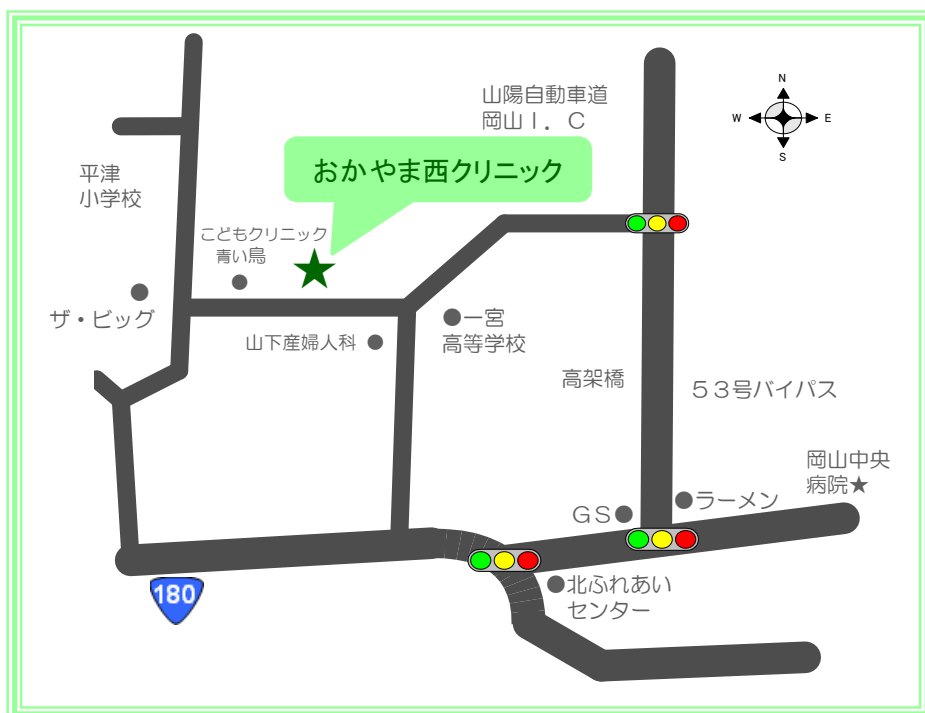 山陽自動車道
岡山Ｉ．Ｃ
N
W
E
S
おかやま西クリニック
平津
小学校
こどもクリニック
青い鳥
ザ・ビッグ
山下産婦人科
一宮
高等学校
高架橋
５３号バイパス
岡山中央
病院★
ＧＳ
ラーメン
180
北ふれあい
センター